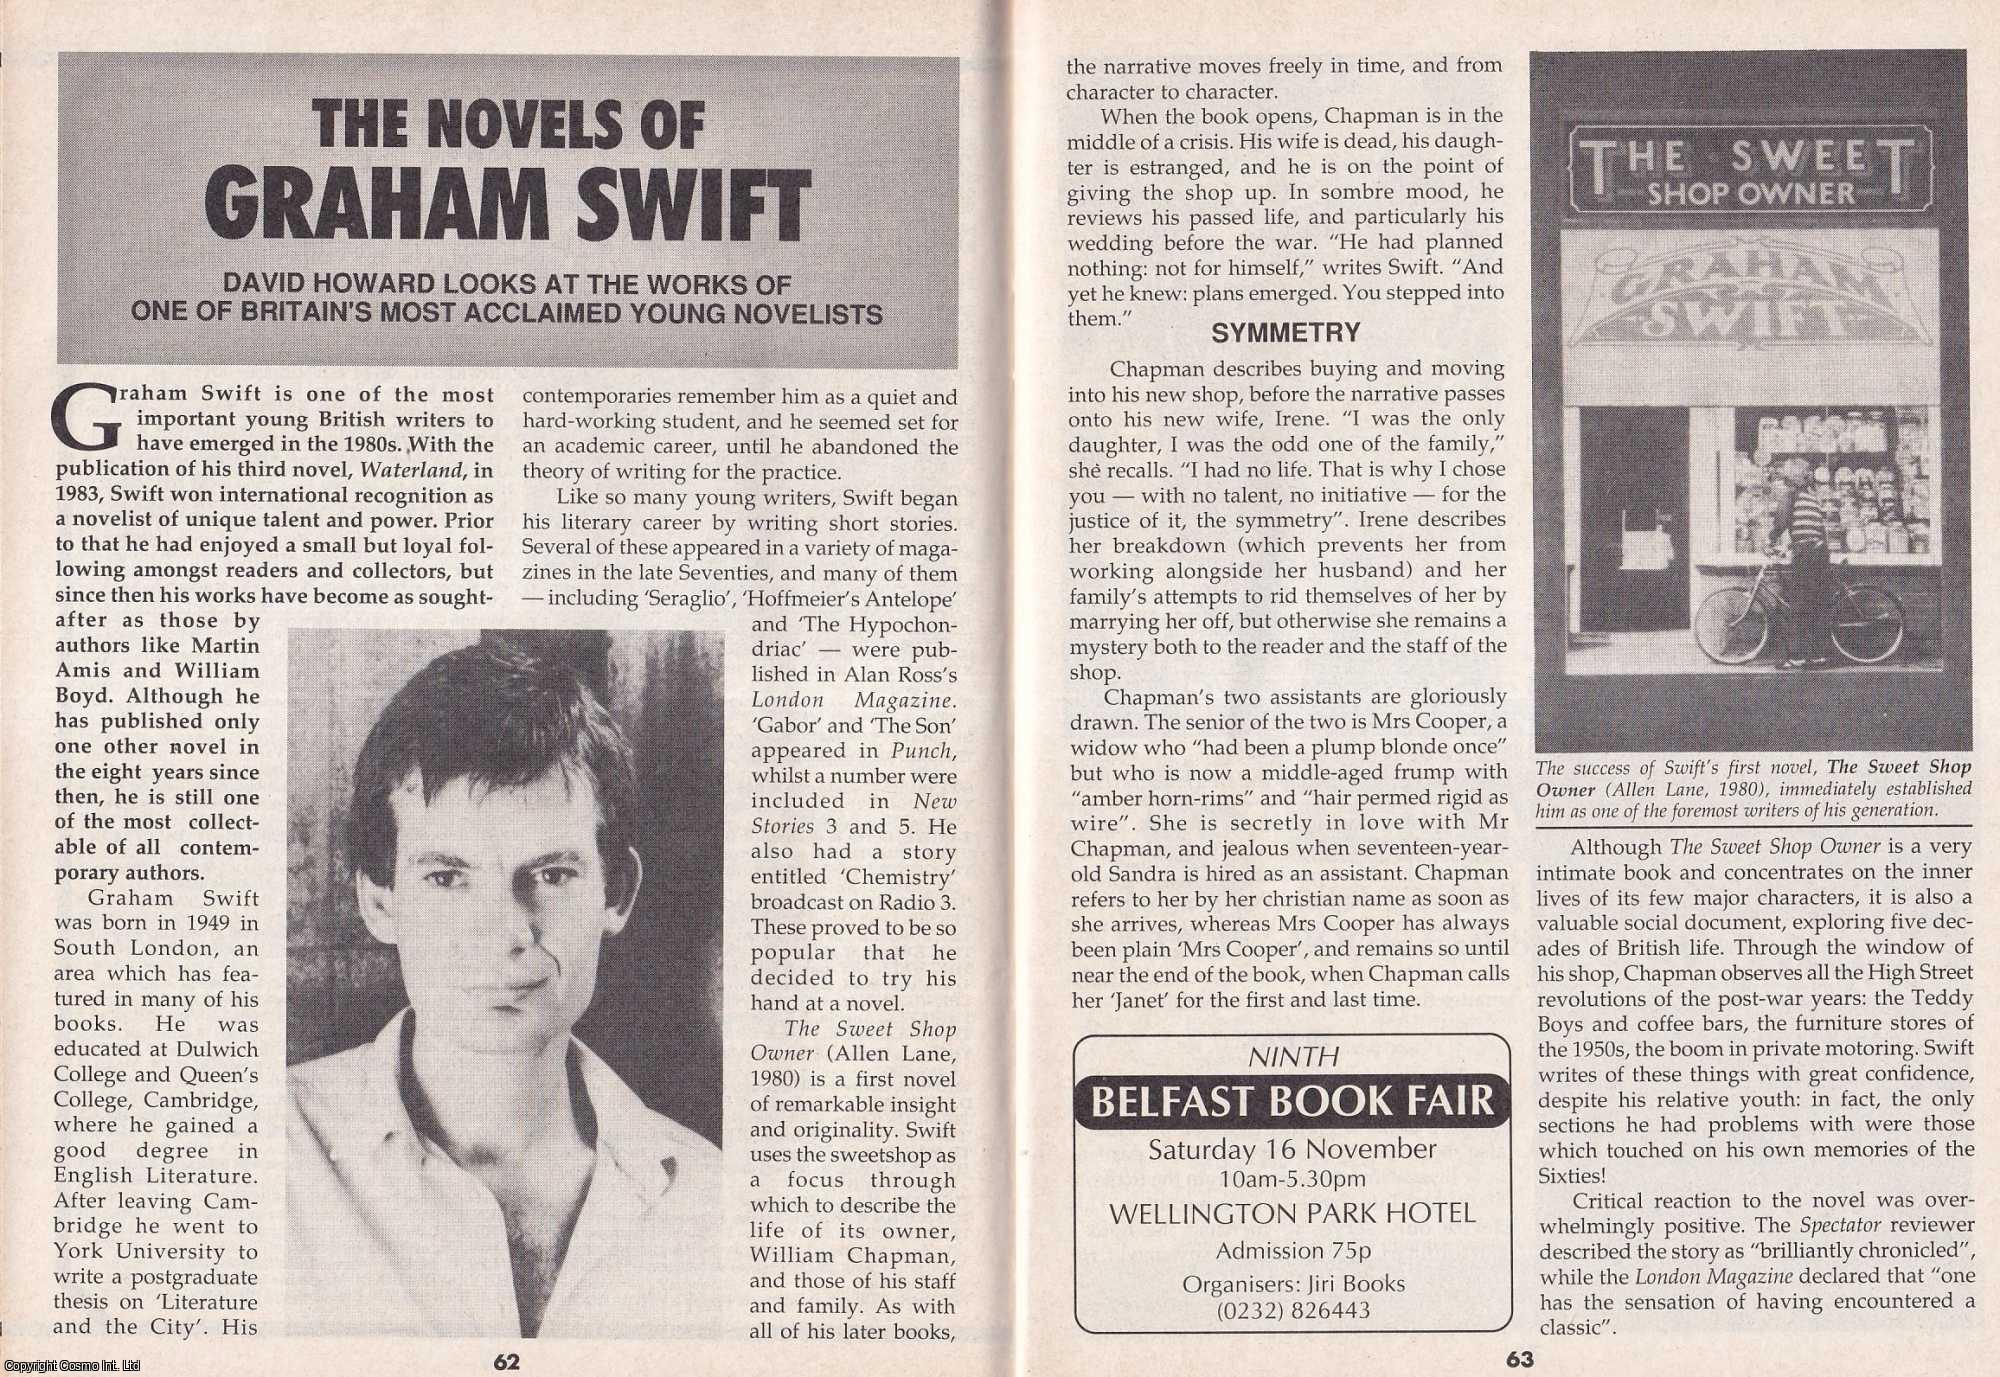 THE NOVELS OF
GRAHAM SWIFT
DAVID HOWARD LOOKS AT THE WORKS OF
ONE OF BRITAIN'S MOST ACCLAIMED YOUNG NOVELISTS
Graham Swift is one of the most
important young British writers to
have emerged in the 1980s. With the
publication of his third novel, Waterland, in
1983, Swift won international recognition as
a novelist of unique talent and power. Prior
to that he had enjoyed a small but loyal fol-
lowing amongst readers and collectors, but
since then his works have become as sought-
after as those by
authors like Martin
Amis and William
Boyd. Although he
has published only
one other novel in
the eight years since
then, he is still one
of the most collect-
able of all contem-
porary authors.
Graham Swift
was born in 1949 in
South London, an
area which has fea-
tured in many of his
books. He was
educated at Dulwich
College and Queen's
College, Cambridge,
where he gained a
good degree in
English Literature.
After leaving Cam-
bridge he went to
York University to
write a postgraduate
thesis on 'Literature
and the City'. His
contemporaries remember him as a quiet and
hard-working student, and he seemed set for
an academic career, until he abandoned the
theory of writing for the practice.
Like so many young writers, Swift began
his literary career by writing short stories.
Several of these appeared in a variety of maga-
zines in the late Seventies, and many of them
— including 'Seraglio', 'Hoffmeier's Antelope'
and 'The Hypochon-
driac' — were pub-
lished in Alan Ross's
London Magazine.
'Gabor' and 'The Son'
appeared in Punch,
whilst a number were
included in New
Stories 3 and 5. He
also had a story
entitled 'Chemistry'
broadcast on Radio 3.
These proved to be so
popular that he
decided to try his
hand at a novel.
The Sweet Shop
Owner (Allen Lane,
1980) is a first novel
of remarkable insight
and originality. Swift
uses the sweetshop as
a focus through
which to describe the
life of its owner,
William Chapman,
and those of his staff
and family. As with
all of his later books,
62
Copyright Cosmo Int. Ltd
the narrative moves freely in time, and from
character to character.
When the book opens, Chapman is in the
middle of a crisis. His wife is dead, his daugh-
ter is estranged, and he is on the point of
giving the shop up. In sombre mood, he
reviews his passed life, and particularly his
wedding before the war. "He had planned
nothing: not for himself," writes Swift. "And
yet he knew: plans emerged. You stepped into
them."
SYMMETRY
Chapman describes buying and moving
into his new shop, before the narrative passes
onto his new wife, Irene. "I was the only
daughter, I was the odd one of the family,"
she recalls. "I had no life. That is why I chose
you — with no talent, no initiative — for the
justice of it, the symmetry". Irene describes
her breakdown (which prevents her from
working alongside her husband) and her
family's attempts to rid themselves of her by
marrying her off, but otherwise she remains a
mystery both to the reader and the staff of the
shop.
Chapman's two assistants are gloriously
drawn. The senior of the two is Mrs Cooper, a
widow who "had been a plump blonde once"
but who is now a middle-aged frump with
"amber horn-rims" and "hair permed rigid as
wire". She is secretly in love with Mr
Chapman, and jealous when seventeen-year-
old Sandra is hired as an assistant. Chapman
refers to her by her christian name as soon as
she arrives, whereas Mrs Cooper has always
been plain 'Mrs Cooper', and remains so until
near the end of the book, when Chapman calls
her 'Janet' for the first and last time.
NINTH
BELFAST BOOK FAIR
Saturday 16 November
10am-5.30pm
WELLINGTON PARK HOTEL
Admission 75p
Organisers: Jiri Books
(0232) 826443
THE SWEET
SHOP OWNER
GRAHAM
SWIFT
The success of Swift's first novel, The Sweet Shop
Owner (Allen Lane, 1980), immediately established
him as one of the foremost writers of his generation.
Although The Sweet Shop Owner is a very
intimate book and concentrates on the inner
lives of its few major characters, it is also a
valuable social document, exploring five dec-
ades of British life. Through the window of
his shop, Chapman observes all the High Street
revolutions of the post-war years: the Teddy
Boys and coffee bars, the furniture stores of
the 1950s, the boom in private motoring. Swift
writes of these things with great confidence,
despite his relative youth: in fact, the only
sections he had problems with were those
which touched on his own memories of the
Sixties!
Critical reaction to the novel was over-
whelmingly positive. The Spectator reviewer
described the story as "brilliantly chronicled",
while the London Magazine declared that "one
has the sensation of having encountered a
classic".
63